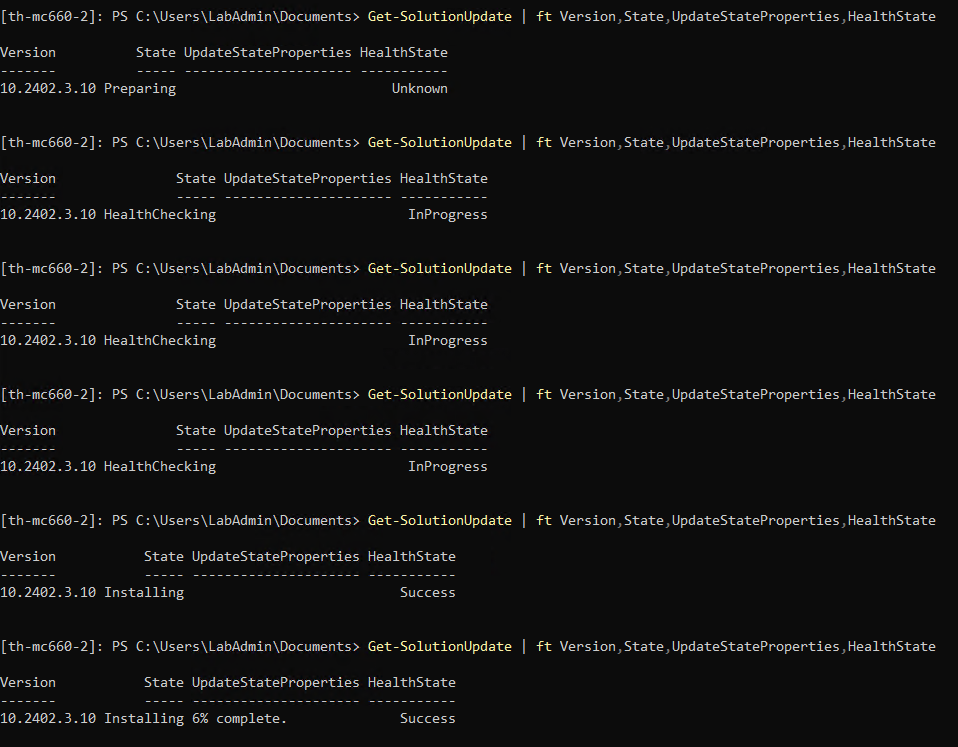 [th-mc660-2]: PS C:\Users\LabAdmin\Documents> Get-SolutionUpdate | ft Version,State,UpdateStateProperties,HealthState
Version          State UpdateStateProperties HealthState
-------          ----- --------------------- -----------
10.2402.3.10 Preparing                           Unknown
[th-mc660-2]: PS C:\Users\LabAdmin\Documents> Get-SolutionUpdate | ft Version,State,UpdateStateProperties,HealthState
Version               State UpdateStateProperties HealthState
-------               ----- --------------------- -----------
10.2402.3.10 HealthChecking                        InProgress
[th-mc660-2]: PS C:\Users\LabAdmin\Documents> Get-SolutionUpdate | ft Version,State,UpdateStateProperties,HealthState
Version               State UpdateStateProperties HealthState
-------               ----- --------------------- -----------
10.2402.3.10 HealthChecking                        InProgress
[th-mc660-2]: PS C:\Users\LabAdmin\Documents> Get-SolutionUpdate | ft Version,State,UpdateStateProperties,HealthState
Version               State UpdateStateProperties HealthState
-------               ----- --------------------- -----------
10.2402.3.10 HealthChecking                        InProgress
[th-mc660-2]: PS C:\Users\LabAdmin\Documents> Get-SolutionUpdate | ft Version,State,UpdateStateProperties,HealthState
Version           State UpdateStateProperties HealthState
-------           ----- --------------------- -----------
10.2402.3.10 Installing                           Success
[th-mc660-2]: PS C:\Users\LabAdmin\Documents> Get-SolutionUpdate | ft Version,State,UpdateStateProperties,HealthState
Version           State UpdateStateProperties HealthState
-------           ----- --------------------- -----------
10.2402.3.10 Installing 6% complete.              Success